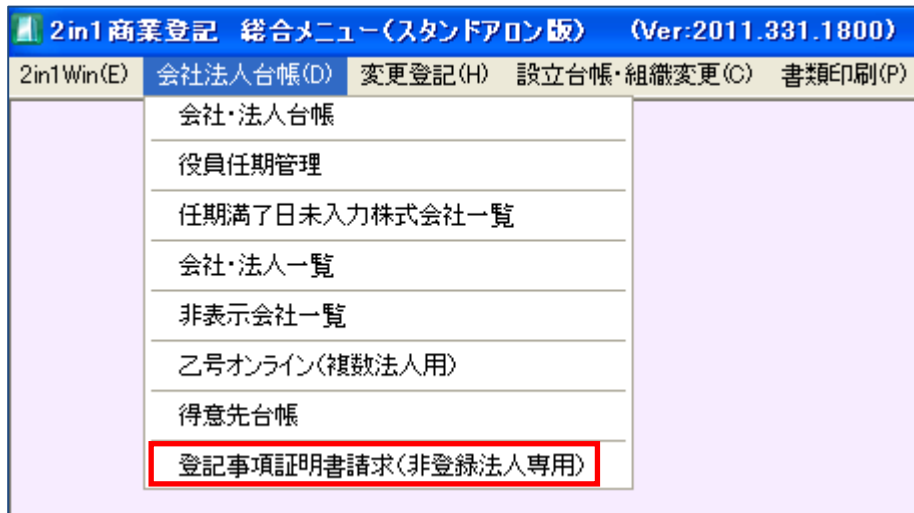 2in1商業登記 総合メニュー(スタンドアロン版) (Ver:2011.331.1800)
2in1Win(E) 会社法人台帳(D) 変更登記(H) 設立台帳・組織変更(C) 書類印刷(P)
会社・法人台帳
役員任期管理
任期満了日未入力株式会社一覧
会社・法人一覧
非表示会社一覧
乙号オンライン(複数法人用)
得意先台帳
登記事項証明書請求(非登録法人専用)